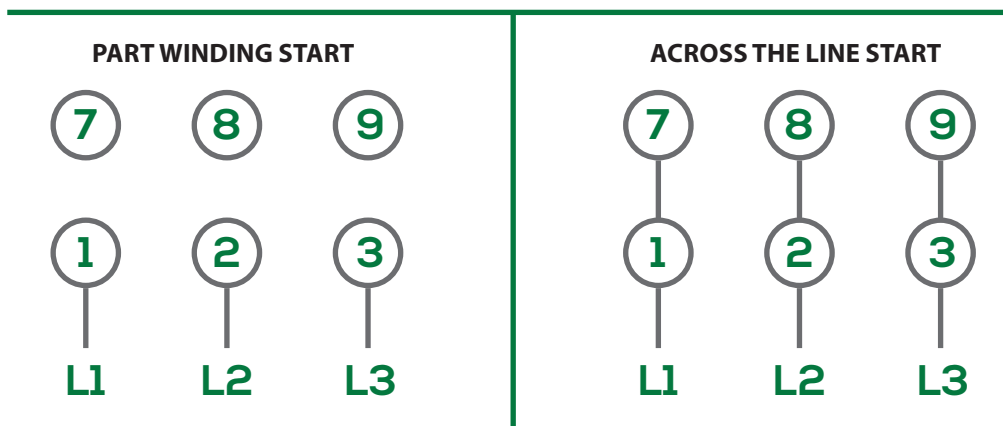 PART WINDING START
7 8 9
1 2 3
L1 L2 L3
ACROSS THE LINE START
7 8 9
1 2 3
L1 L2 L3